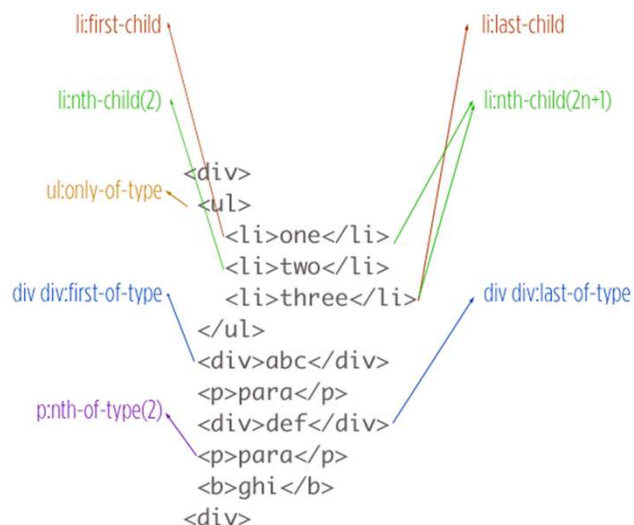 li:first-child
li:last-child
li:nth-child(2)
li:nth-child(2n+1)
<div>
ul:only-of-type
<ul>
<li>one</li>
<li>two</li>
div div:first-of-type
<li>three</li>
div div:last-of-type
</ul>
<div>abc</div>
<p>para</p>
p:nth-of-type(2)
<div>def</div>
<p>para</p>
<b>ghi</b>
<div>